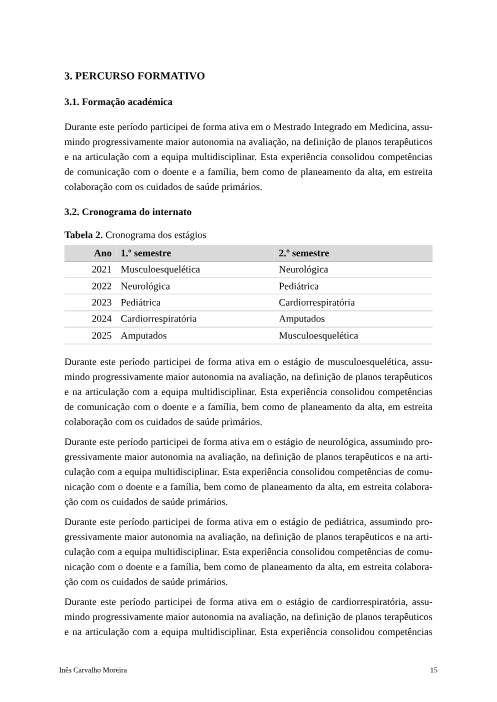 3. PERCURSO FORMATIVO
3.1. Formação académica
Durante este período participei de forma ativa em o Mestrado Integrado em Medicina, assu-
mindo progressivamente maior autonomia na avaliação, na definição de planos terapêuticos
e na articulação com a equipa multidisciplinar. Esta experiência consolidou competências
de comunicação com o doente e a família, bem como de planeamento da alta, em estreita
colaboração com os cuidados de saúde primários.
3.2. Cronograma do internato
Tabela 2. Cronograma dos estágios
Ano 1.º semestre 2.º semestre
2021 Musculoesquelética Neurológica
2022 Neurológica Pediátrica
2023 Pediátrica Cardiorrespiratória
2024 Cardiorrespiratória Amputados
2025 Amputados Musculoesquelética
Durante este período participei de forma ativa em o estágio de musculoesquelética, assu-
mindo progressivamente maior autonomia na avaliação, na definição de planos terapêuticos
e na articulação com a equipa multidisciplinar. Esta experiência consolidou competências
de comunicação com o doente e a família, bem como de planeamento da alta, em estreita
colaboração com os cuidados de saúde primários.
Durante este período participei de forma ativa em o estágio de neurológica, assumindo pro-
gressivamente maior autonomia na avaliação, na definição de planos terapêuticos e na arti-
culação com a equipa multidisciplinar. Esta experiência consolidou competências de comu-
nicação com o doente e a família, bem como de planeamento da alta, em estreita colabora-
ção com os cuidados de saúde primários.
Durante este período participei de forma ativa em o estágio de pediátrica, assumindo pro-
gressivamente maior autonomia na avaliação, na definição de planos terapêuticos e na arti-
culação com a equipa multidisciplinar. Esta experiência consolidou competências de comu-
nicação com o doente e a família, bem como de planeamento da alta, em estreita colabora-
ção com os cuidados de saúde primários.
Durante este período participei de forma ativa em o estágio de cardiorrespiratória, assu-
mindo progressivamente maior autonomia na avaliação, na definição de planos terapêuticos
e na articulação com a equipa multidisciplinar. Esta experiência consolidou competências
Inês Carvalho Moreira 15